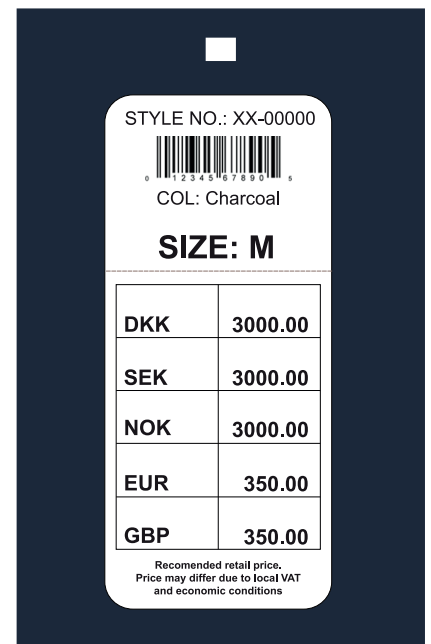 STYLE NO.: XX-00000
0 12345 67890 5
COL: Charcoal
SIZE: M
DKK 3000.00
SEK 3000.00
NOK 3000.00
EUR 350.00
GBP 350.00
Recomended retail price.
Price may differ due to local VAT
and economic conditions